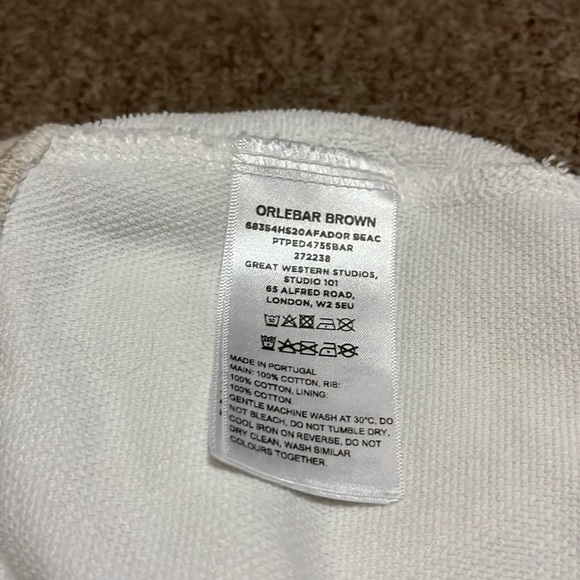 ORLEBAR BROWN
68354HS20AFADOR BEAC
PTPED4755BAR
272238
GREAT WESTERN STUDIOS,
STUDIO 101
65 ALFRED ROAD,
LONDON, W2 5EU
MADE IN PORTUGAL
MAIN: 100% COTTON, RIB:
100% COTTON, LINING:
100% COTTON
GENTLE MACHINE WASH AT 30°C, DO
NOT BLEACH, DO NOT TUMBLE DRY,
COOL IRON ON REVERSE, DO NOT
DRY CLEAN, WASH SIMILAR
COLOURS TOGETHER.